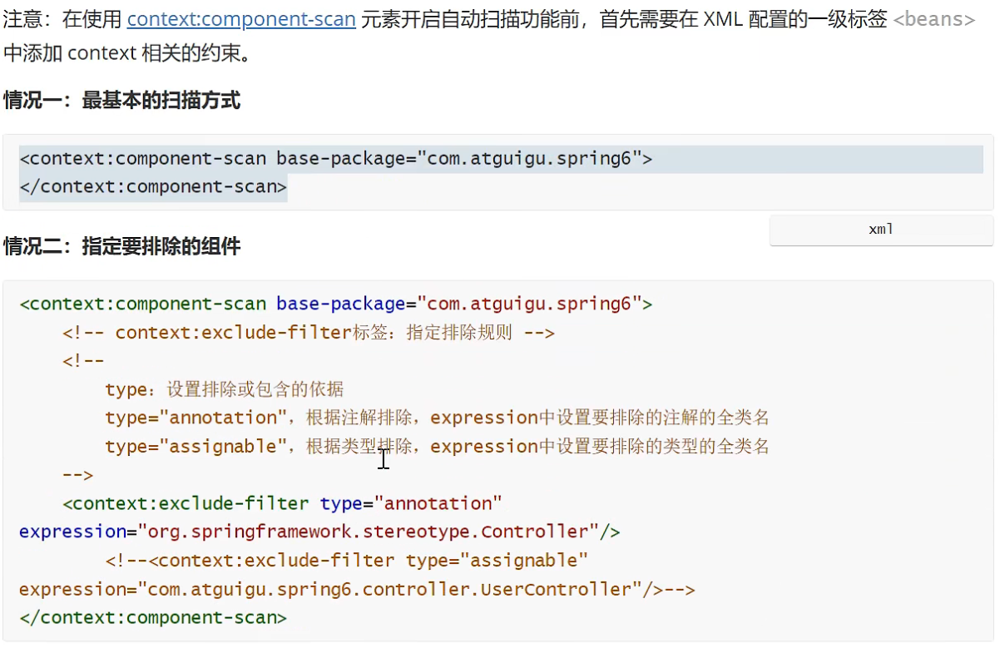 注意：在使用 context:component-scan 元素开启自动扫描功能前，首先需要在 XML 配置的一级标签 <beans>
中添加 context 相关的约束。
情况一：最基本的扫描方式
<context:component-scan base-package="com.atguigu.spring6">
</context:component-scan>
xml
情况二：指定要排除的组件
<context:component-scan base-package="com.atguigu.spring6">
<!-- context:exclude-filter标签：指定排除规则 -->
<!--
type：设置排除或包含的依据
type="annotation"，根据注解排除，expression中设置要排除的注解的全类名
type="assignable"，根据类型排除，expression中设置要排除的类型的全类名
-->
<context:exclude-filter type="annotation"
expression="org.springframework.stereotype.Controller"/>
<!--<context:exclude-filter type="assignable"
expression="com.atguigu.spring6.controller.UserController"/>-->
</context:component-scan>